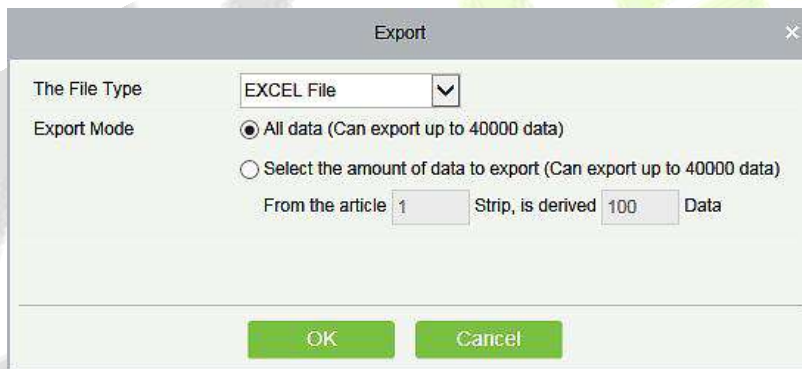 Export
The File Type EXCEL File
Export Mode All data (Can export up to 40000 data)
Select the amount of data to export (Can export up to 40000 data)
From the article 1 Strip, is derived 100 Data
OK Cancel